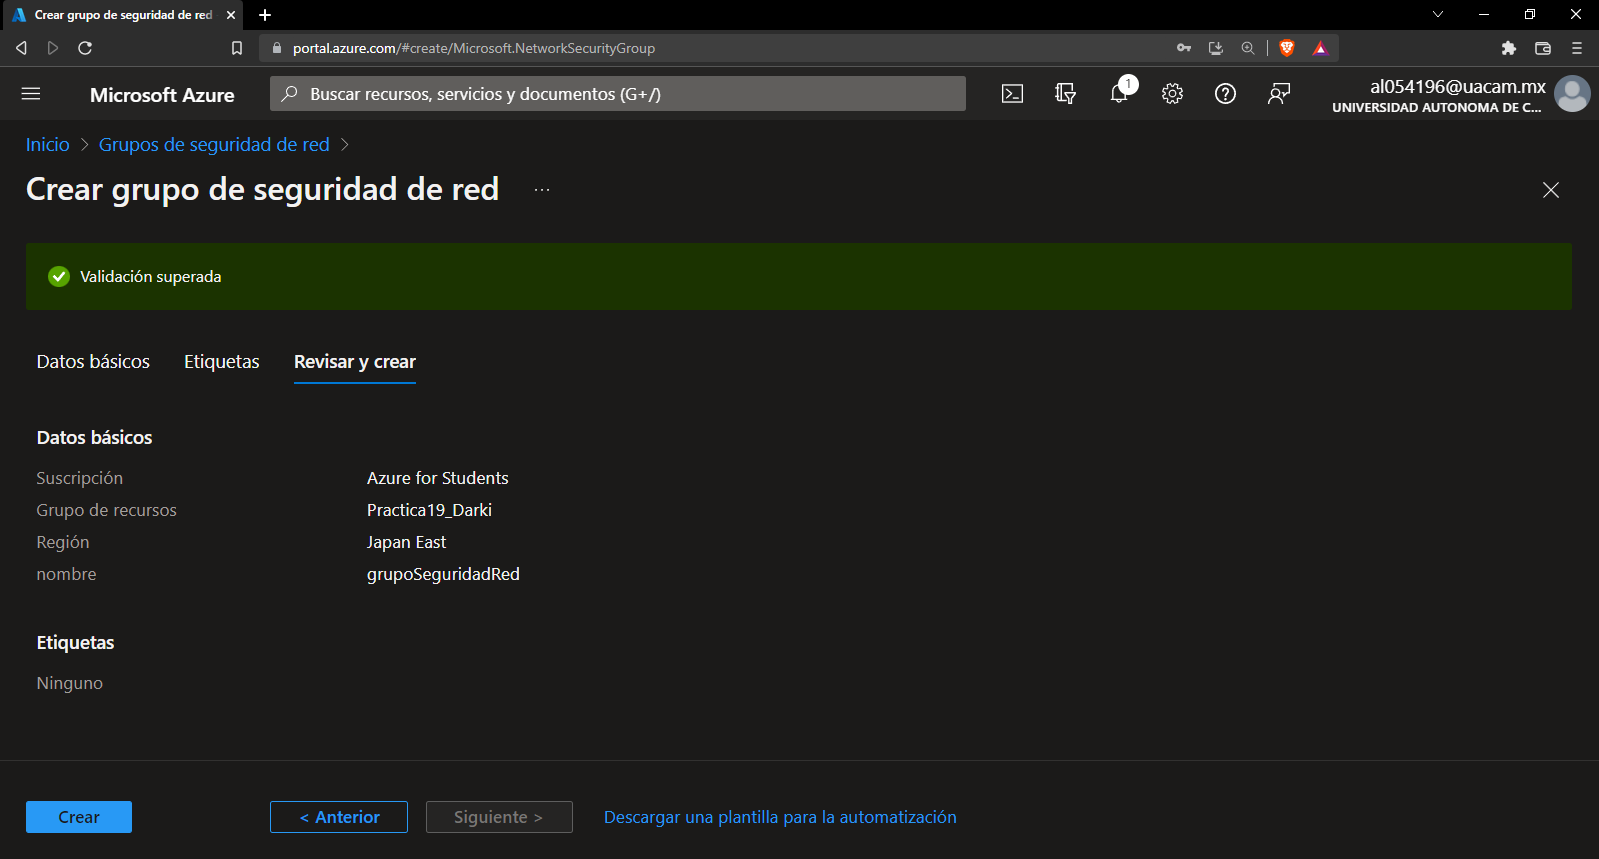 Crear grupo de seguridad de red
portal.azure.com/#create/Microsoft.NetworkSecurityGroup
Microsoft Azure
Buscar recursos, servicios y documentos (G+/)
1
al054196@uacam.mx
UNIVERSIDAD AUTONOMA DE C...
Inicio > Grupos de seguridad de red >
Crear grupo de seguridad de red ...
Validación superada
Datos básicos Etiquetas Revisar y crear
Datos básicos
Suscripción Azure for Students
Grupo de recursos Practica19_Darki
Región Japan East
nombre grupoSeguridadRed
Etiquetas
Ninguno
Crear < Anterior Siguiente > Descargar una plantilla para la automatización